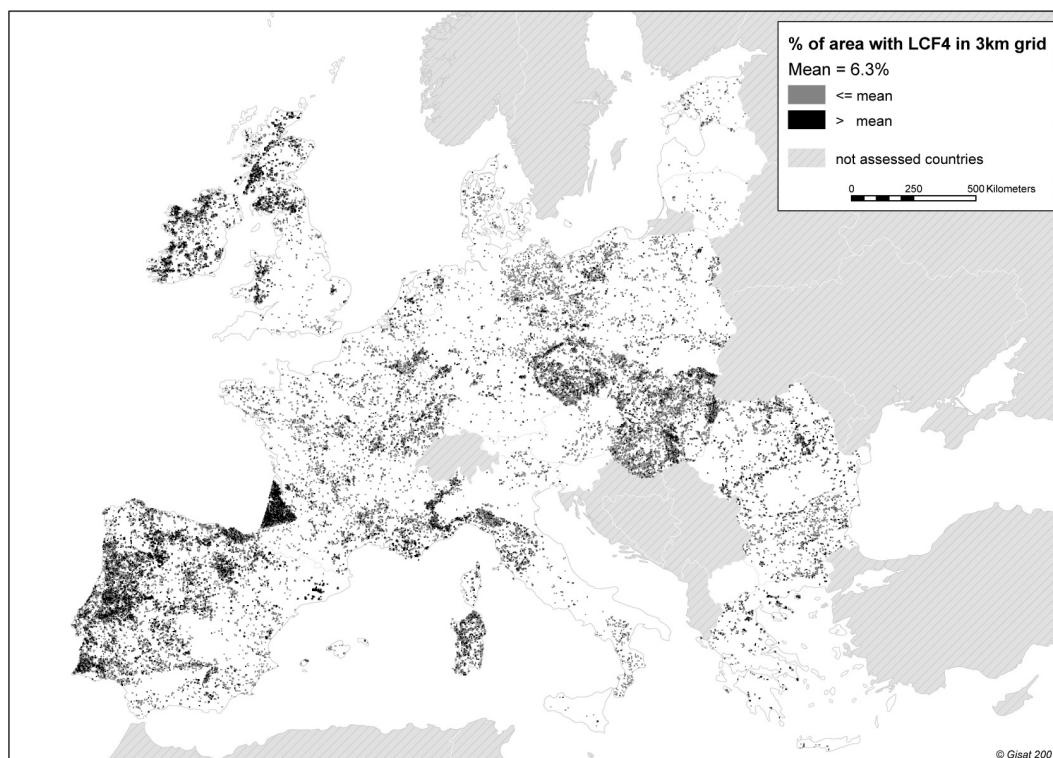 % of area with LCF4 in 3km grid
Mean = 6.3%
<= mean
> mean
not assessed countries
0 250 500 Kilometers
© Gisat 200